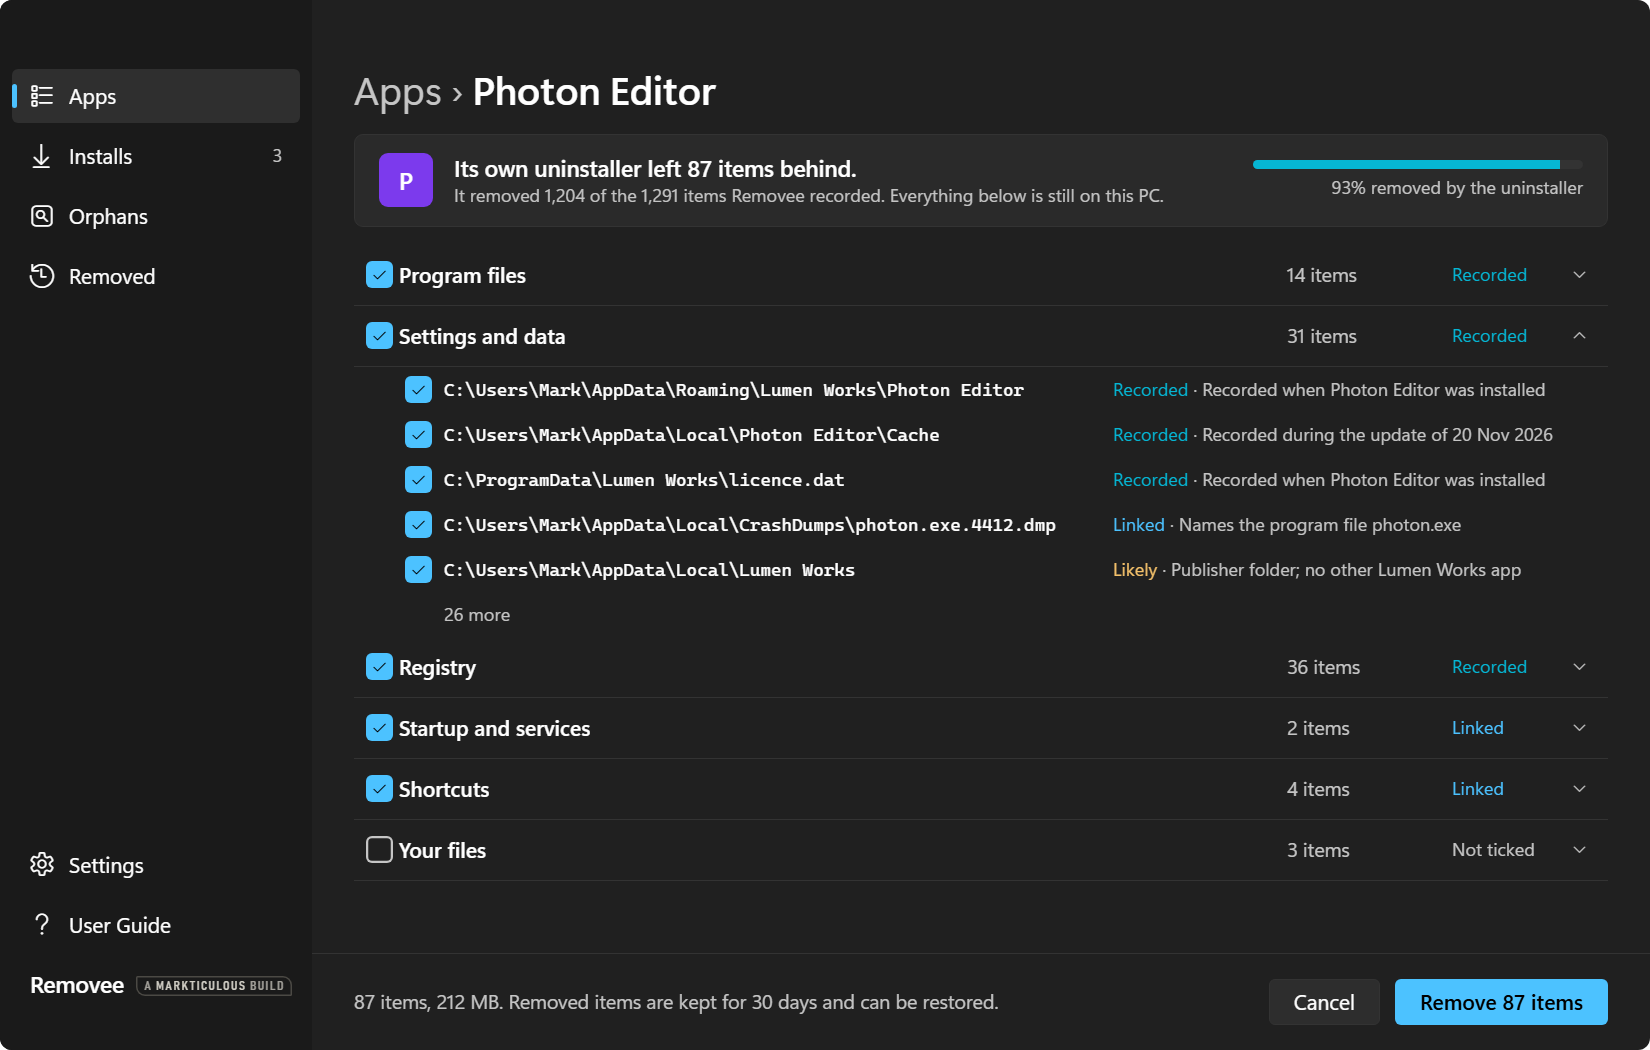 Apps
Installs 3
Orphans
Removed
Settings
? User Guide
Removee A MARKTICULOUS BUILD
Apps › Photon Editor
P
Its own uninstaller left 87 items behind.
It removed 1,204 of the 1,291 items Removee recorded. Everything below is still on this PC.
93% removed by the uninstaller
Program files 14 items Recorded
Settings and data 31 items Recorded
C:\Users\Mark\AppData\Roaming\Lumen Works\Photon Editor Recorded · Recorded when Photon Editor was installed
C:\Users\Mark\AppData\Local\Photon Editor\Cache Recorded · Recorded during the update of 20 Nov 2026
C:\ProgramData\Lumen Works\licence.dat Recorded · Recorded when Photon Editor was installed
C:\Users\Mark\AppData\Local\CrashDumps\photon.exe.4412.dmp Linked · Names the program file photon.exe
C:\Users\Mark\AppData\Local\Lumen Works Likely · Publisher folder; no other Lumen Works app
26 more
Registry 36 items Recorded
Startup and services 2 items Linked
Shortcuts 4 items Linked
Your files 3 items Not ticked
87 items, 212 MB. Removed items are kept for 30 days and can be restored.
Cancel Remove 87 items